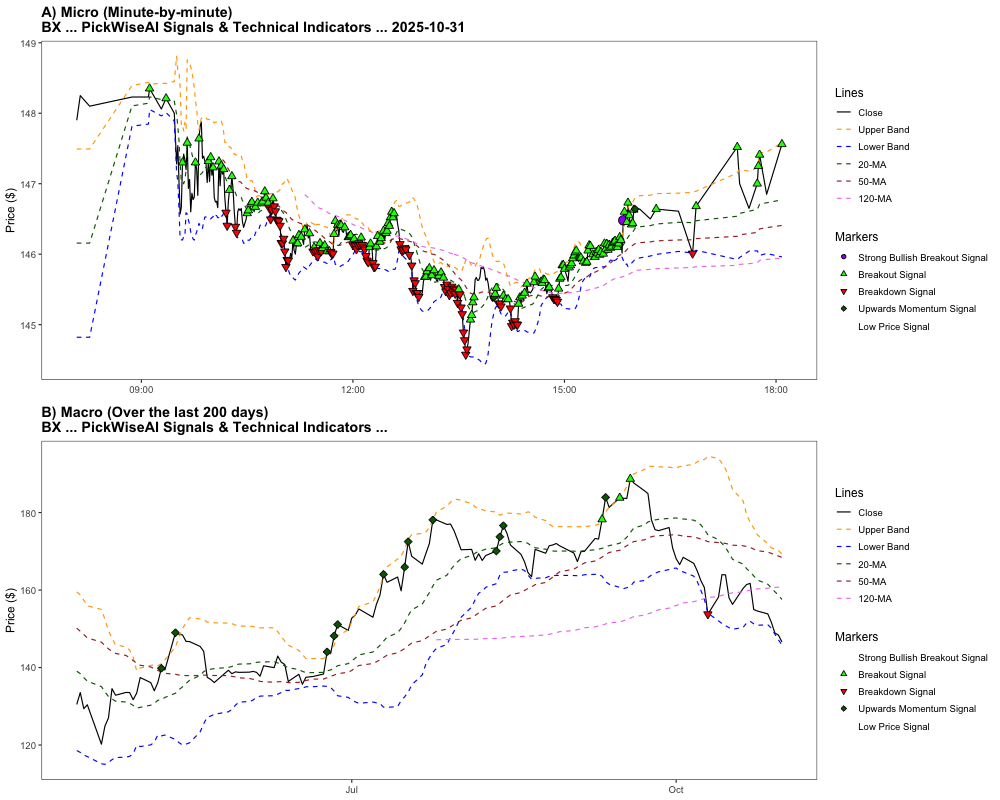 A) Micro (Minute-by-minute)
BX ... PickWiseAI Signals & Technical Indicators ... 2025-10-31
149
148
147
146
145
Price ($)
09:00
12:00
15:00
18:00
Lines
Close
Upper Band
Lower Band
20-MA
50-MA
120-MA
Markers
Strong Bullish Breakout Signal
Breakout Signal
Breakdown Signal
Upwards Momentum Signal
Low Price Signal
B) Macro (Over the last 200 days)
BX ... PickWiseAI Signals & Technical Indicators ...
180
160
140
120
Price ($)
Jul
Oct
Lines
Close
Upper Band
Lower Band
20-MA
50-MA
120-MA
Markers
Strong Bullish Breakout Signal
Breakout Signal
Breakdown Signal
Upwards Momentum Signal
Low Price Signal